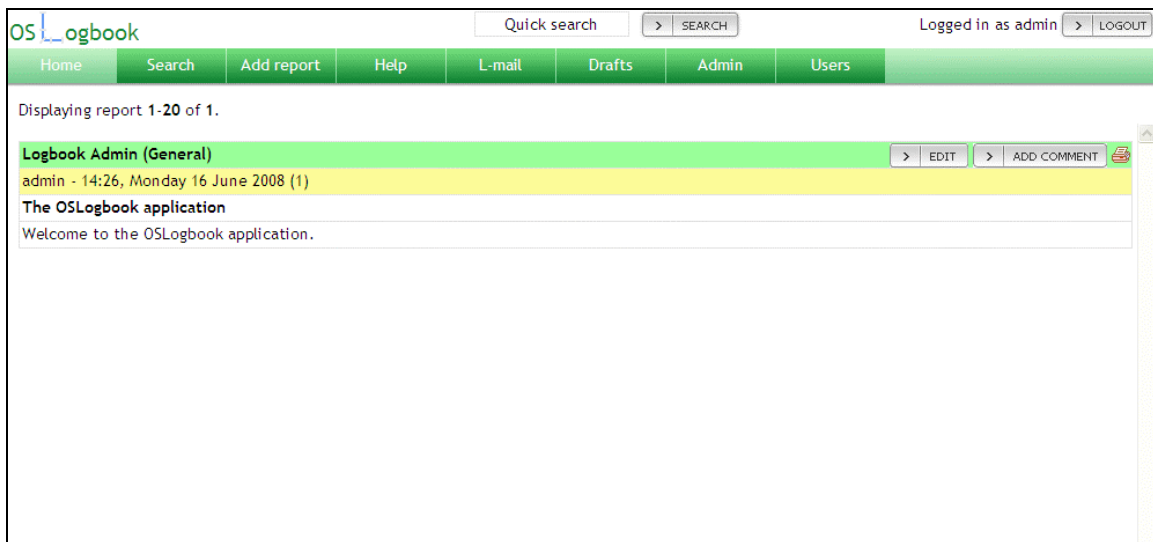 OS Logbook
Quick search > SEARCH Logged in as admin > LOGOUT
Home Search Add report Help L-mail Drafts Admin Users
Displaying report 1-20 of 1.
Logbook Admin (General) > EDIT > ADD COMMENT
admin - 14:26, Monday 16 June 2008 (1)
The OSLogbook application
Welcome to the OSLogbook application.